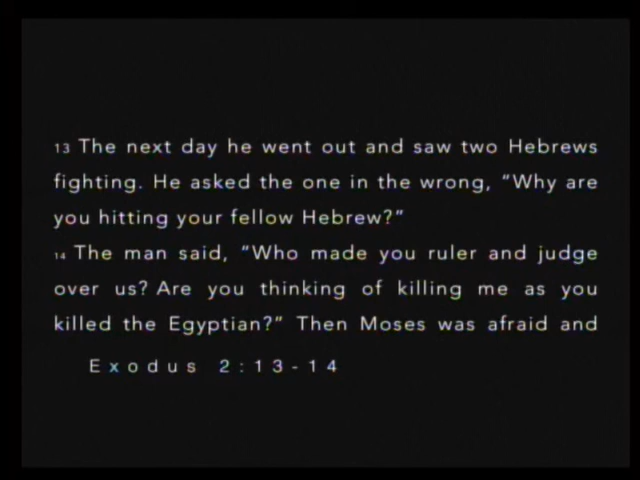 13 The next day he went out and saw two Hebrews
fighting. He asked the one in the wrong, “Why are
you hitting your fellow Hebrew?”
14 The man said, “Who made you ruler and judge
over us? Are you thinking of killing me as you
killed the Egyptian?” Then Moses was afraid and
Exodus 2:13-14